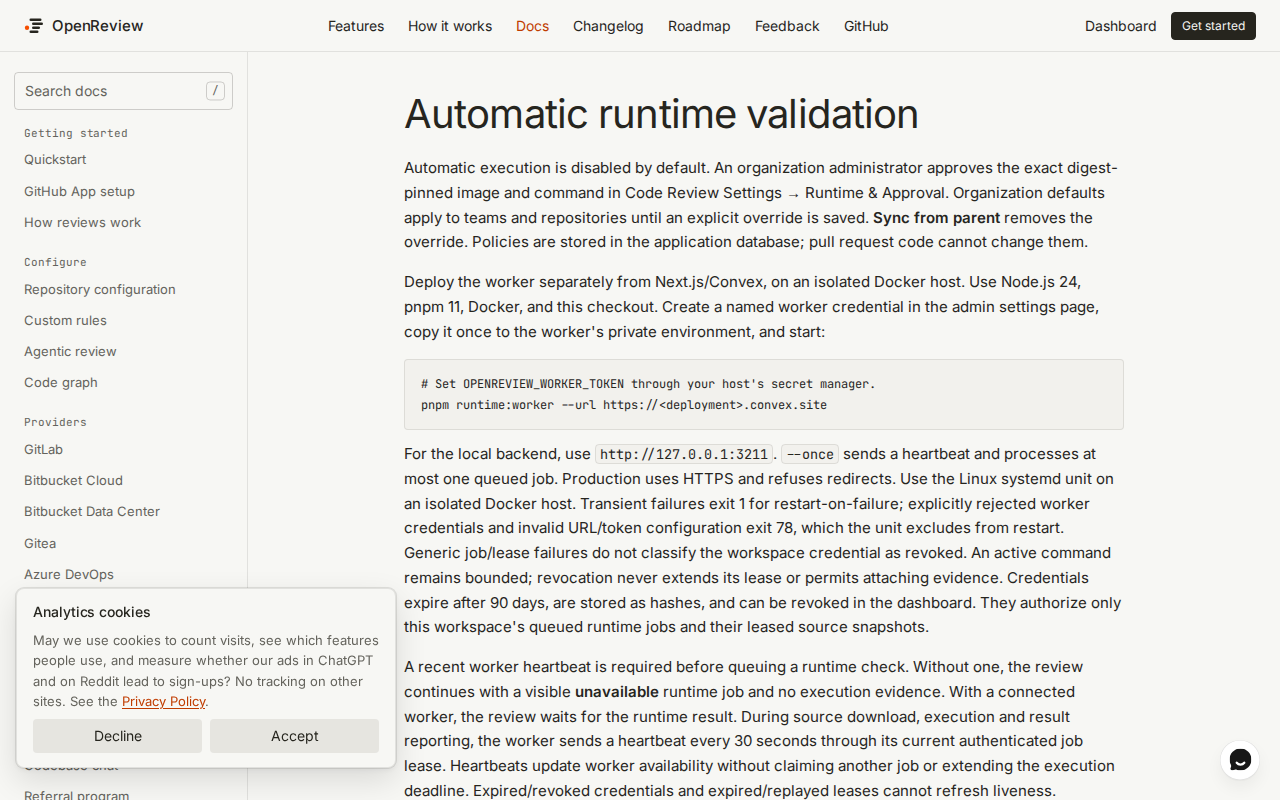 OpenReview
Features
How it works
Docs
Changelog
Roadmap
Feedback
GitHub
Dashboard
Get started
Search docs
/
Getting started
Quickstart
GitHub App setup
How reviews work
Configure
Repository configuration
Custom rules
Agentic review
Code graph
Providers
GitLab
Bitbucket Cloud
Bitbucket Data Center
Gitea
Azure DevOps
Codebase chat
Referral program
Automatic runtime validation
Automatic execution is disabled by default. An organization administrator approves the exact digest-
pinned image and command in Code Review Settings → Runtime & Approval. Organization defaults
apply to teams and repositories until an explicit override is saved. Sync from parent removes the
override. Policies are stored in the application database; pull request code cannot change them.
Deploy the worker separately from Next.js/Convex, on an isolated Docker host. Use Node.js 24,
pnpm 11, Docker, and this checkout. Create a named worker credential in the admin settings page,
copy it once to the worker's private environment, and start:
# Set OPENREVIEW_WORKER_TOKEN through your host's secret manager.
pnpm runtime:worker --url https://<deployment>.convex.site
For the local backend, use http://127.0.0.1:3211. --once sends a heartbeat and processes at
most one queued job. Production uses HTTPS and refuses redirects. Use the Linux systemd unit on
an isolated Docker host. Transient failures exit 1 for restart-on-failure; explicitly rejected worker
credentials and invalid URL/token configuration exit 78, which the unit excludes from restart.
Generic job/lease failures do not classify the workspace credential as revoked. An active command
remains bounded; revocation never extends its lease or permits attaching evidence. Credentials
expire after 90 days, are stored as hashes, and can be revoked in the dashboard. They authorize only
this workspace's queued runtime jobs and their leased source snapshots.
A recent worker heartbeat is required before queuing a runtime check. Without one, the review
continues with a visible unavailable runtime job and no execution evidence. With a connected
worker, the review waits for the runtime result. During source download, execution and result
reporting, the worker sends a heartbeat every 30 seconds through its current authenticated job
lease. Heartbeats update worker availability without claiming another job or extending the execution
deadline. Expired/revoked credentials and expired/replayed leases cannot refresh liveness.
Analytics cookies
May we use cookies to count visits, see which features
people use, and measure whether our ads in ChatGPT
and on Reddit lead to sign-ups? No tracking on other
sites. See the Privacy Policy.
Decline
Accept